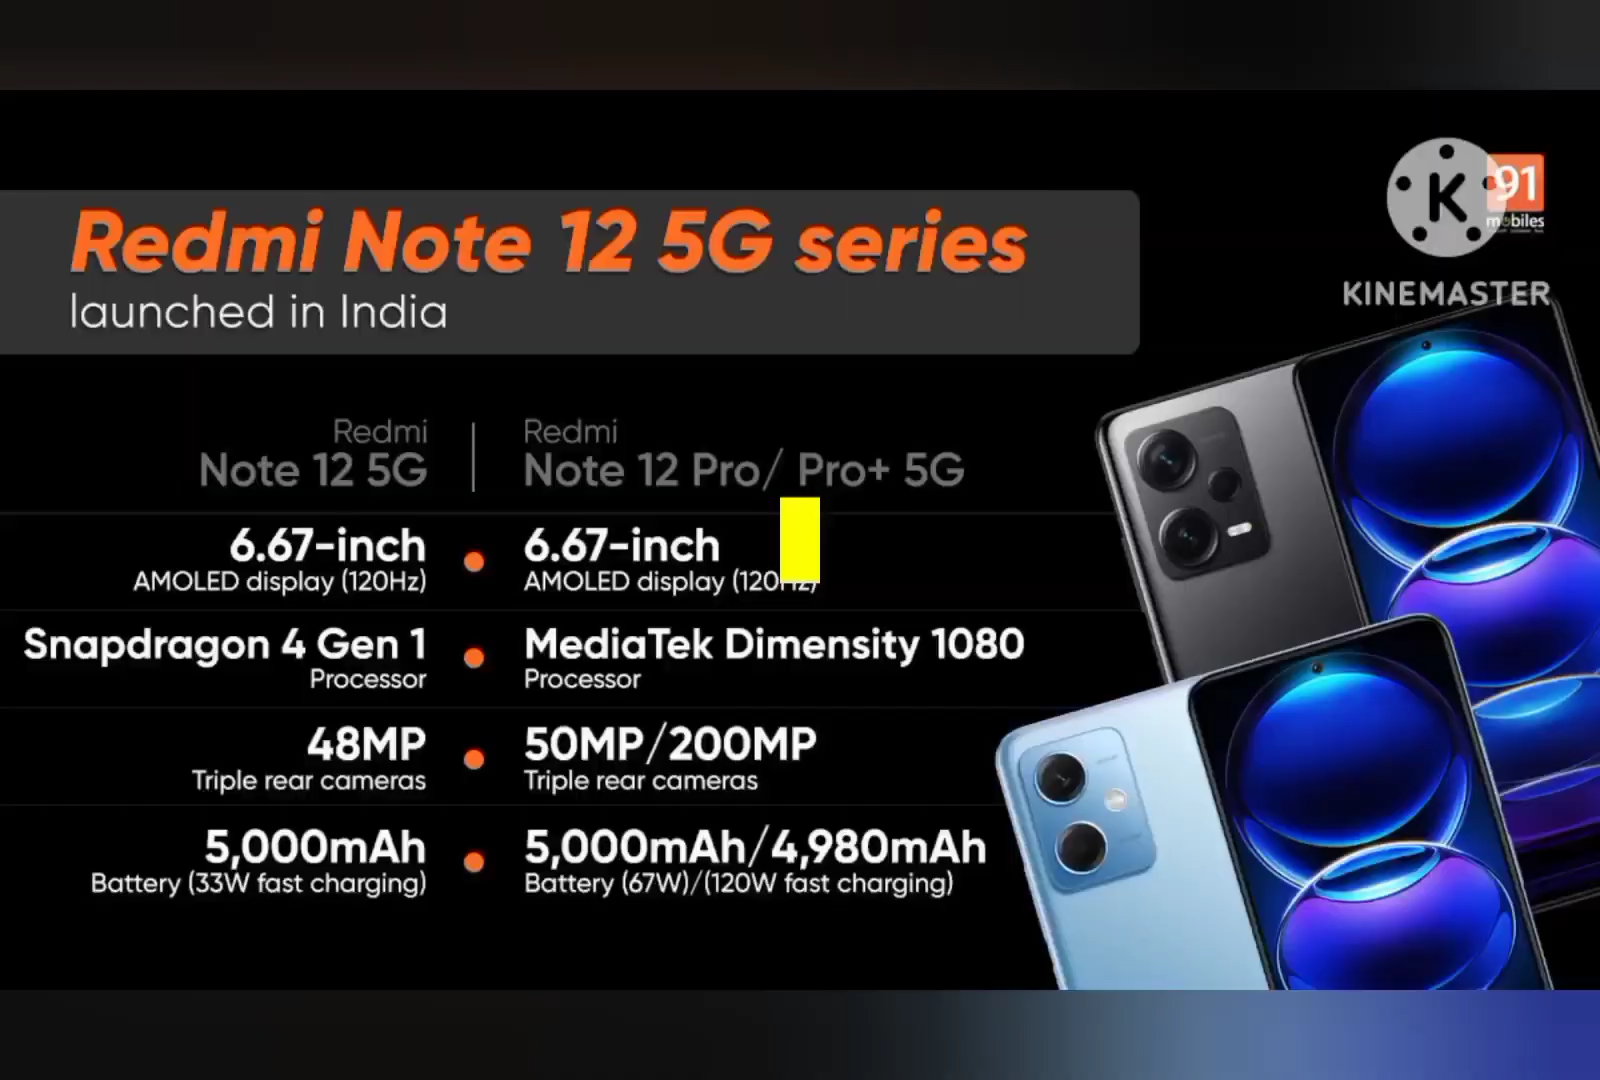 Redmi Note 12 5G series
launched in India
K
91
mobiles
KINEMASTER
Redmi
Note 12 5G
Redmi
Note 12 Pro/ Pro+ 5G
6.67-inch
AMOLED display (120Hz)
6.67-inch
AMOLED display (120Hz)
Snapdragon 4 Gen 1
Processor
MediaTek Dimensity 1080
Processor
48MP
Triple rear cameras
50MP/200MP
Triple rear cameras
5,000mAh
Battery (33W fast charging)
5,000mAh/4,980mAh
Battery (67W)/(120W fast charging)